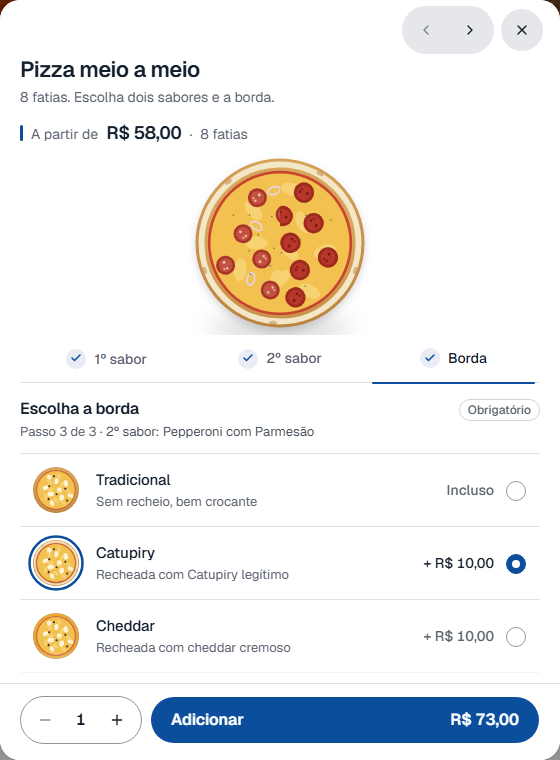 Pizza meio a meio
8 fatias. Escolha dois sabores e a borda.
A partir de R$ 58,00 · 8 fatias
1º sabor
2º sabor
Borda
Escolha a borda
Obrigatório
Passo 3 de 3 · 2º sabor: Pepperoni com Parmesão
Tradicional
Incluso
Sem recheio, bem crocante
Catupiry
+ R$ 10,00
Recheada com Catupiry legítimo
Cheddar
+ R$ 10,00
Recheada com cheddar cremoso
1
Adicionar
R$ 73,00